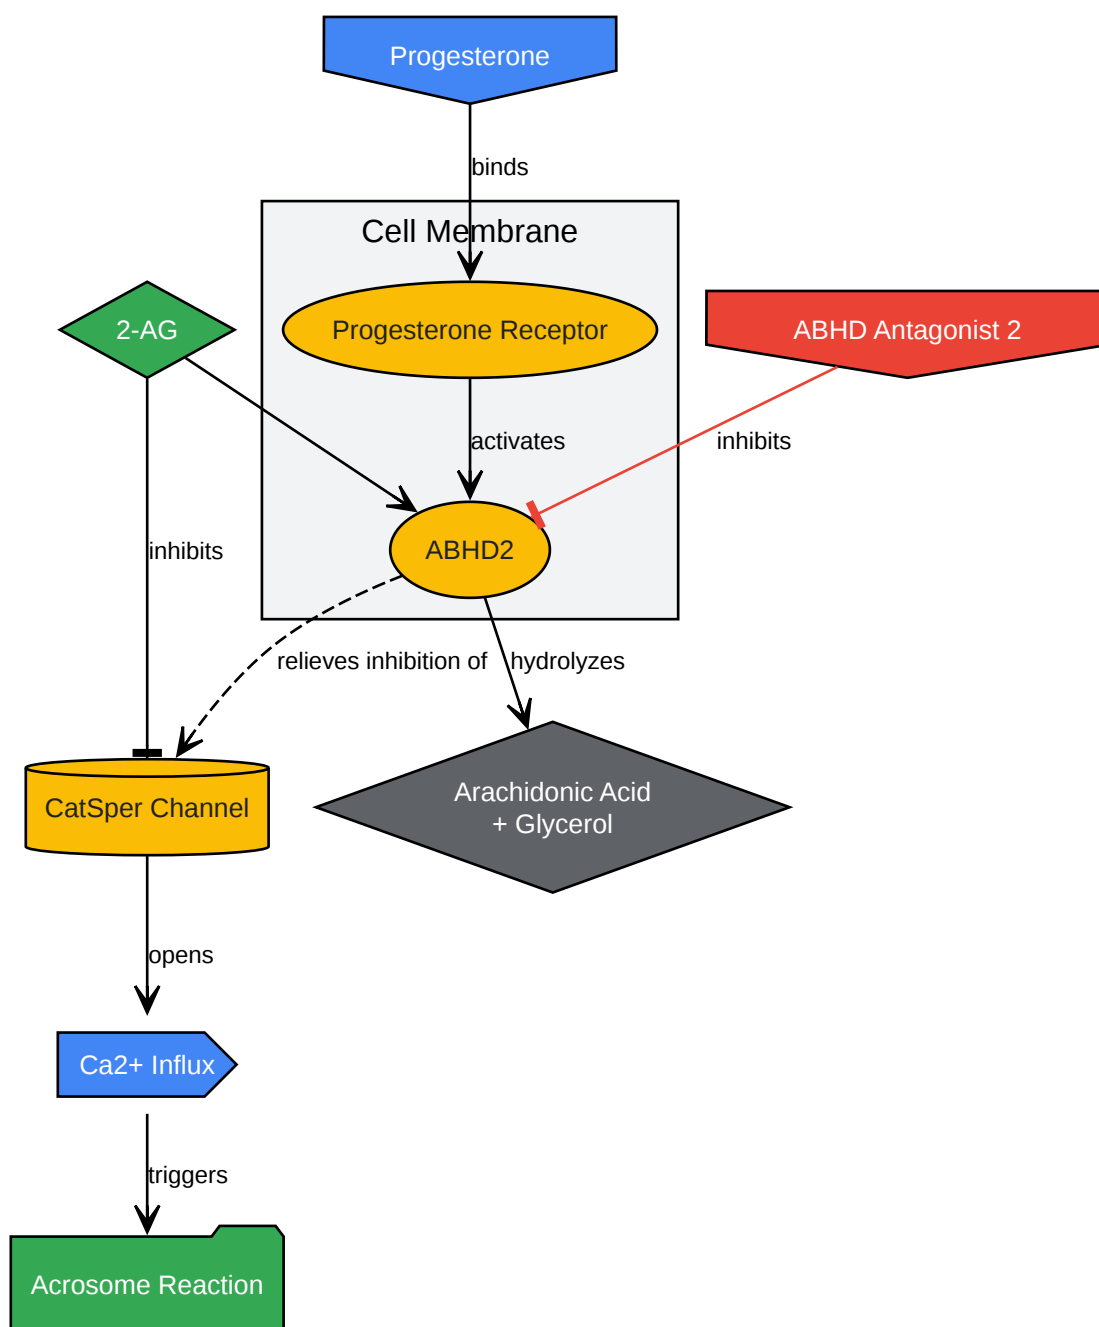 Progesterone
binds
Cell Membrane
2-AG
Progesterone Receptor
ABHD Antagonist 2
activates
inhibits
inhibits
ABHD2
relieves inhibition of
hydrolyzes
Arachidonic Acid
+ Glycerol
CatSper Channel
opens
Ca2+ Influx
triggers
Acrosome Reaction